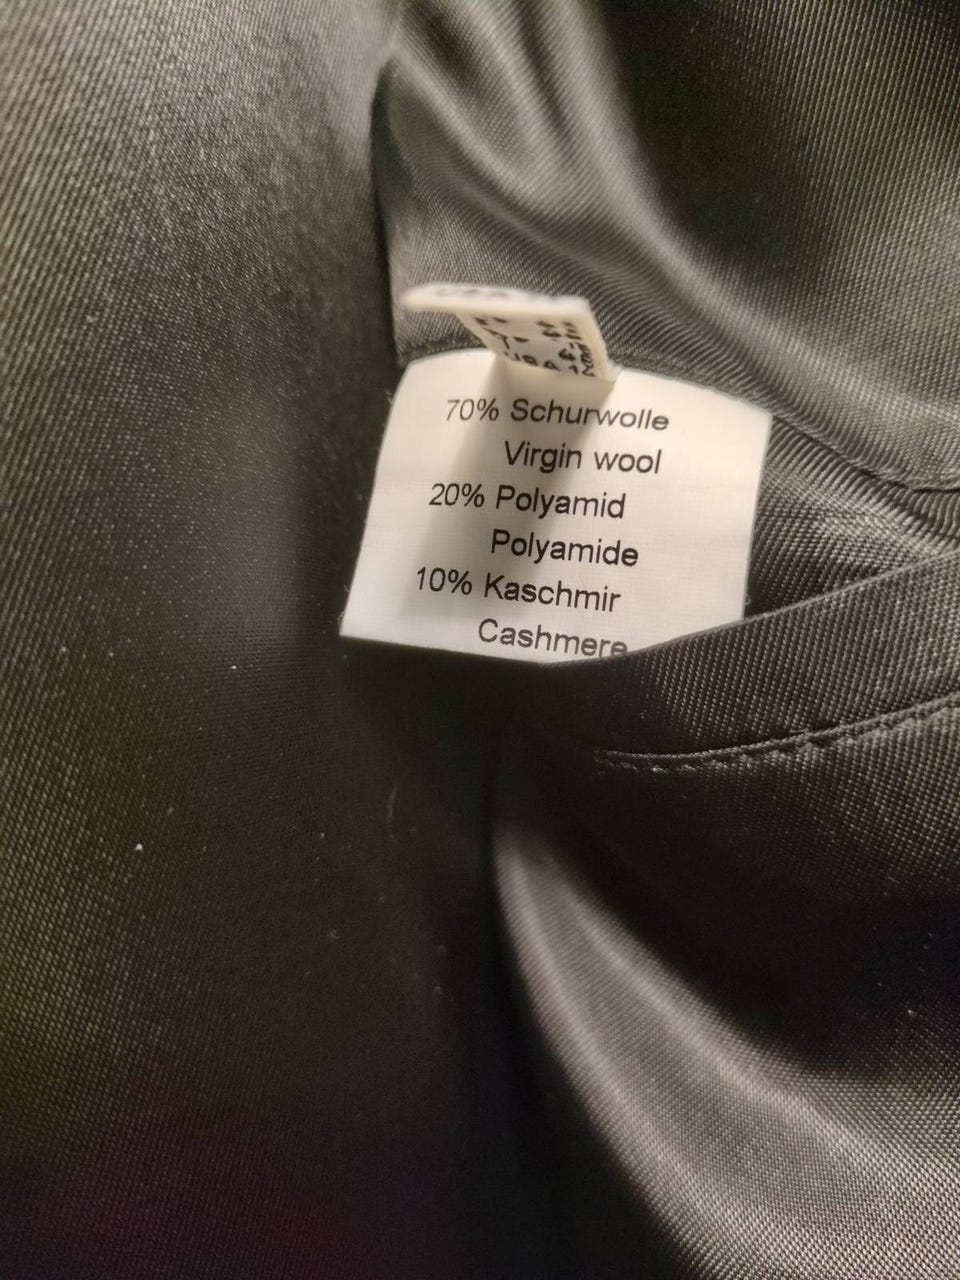 70% Schurwolle
Virgin wool
20% Polyamid
Polyamide
10% Kaschmir
Cashmere